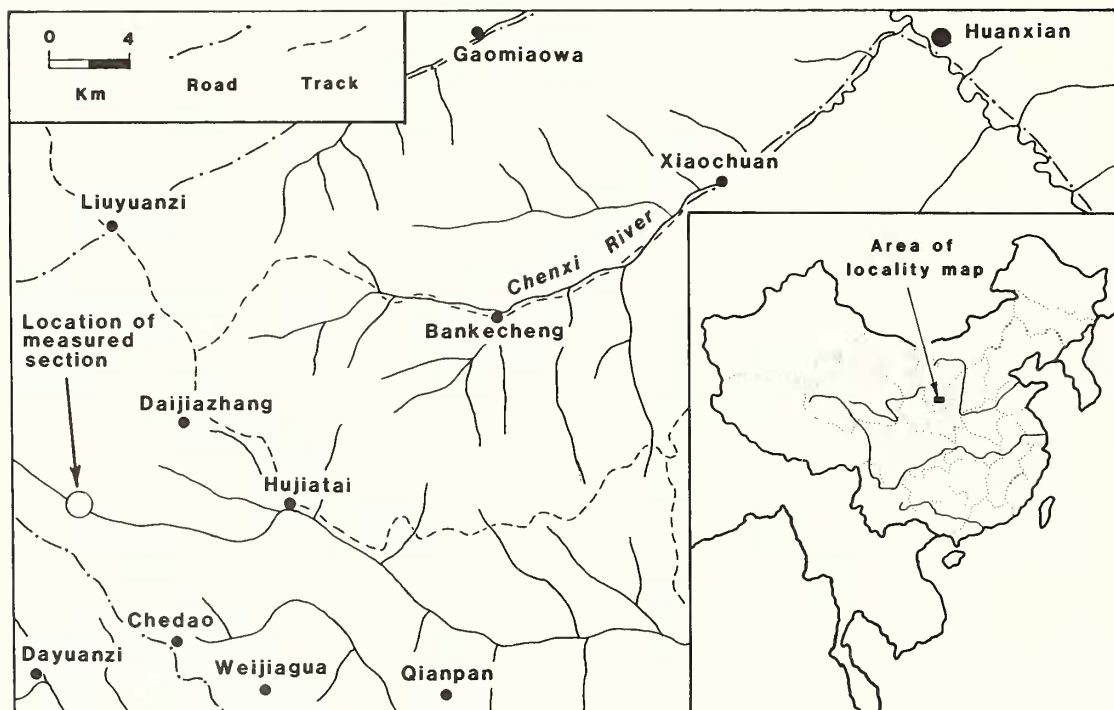 0 4
Km
Road
Track
Gaomiaowa
Huanxian
Xiaochuan
Liuyuanzi
Chenxi River
Area of
locality map
Location of
measured
section
Bankecheng
Daijiazhang
Hujiatai
Chedao
Dayuanzi
Weijiagua
Qianpan